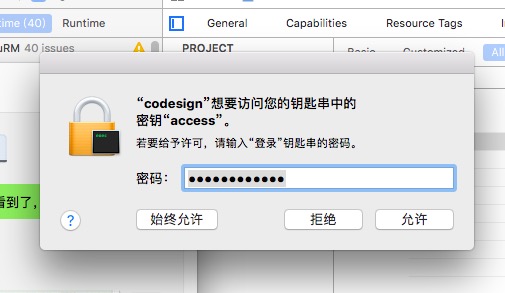 time (40)
Runtime
General
Capabilities
Resource Tags
uRM 40 issues
PROJECT
Basic
Customized
All
“codesign”想要访问您的钥匙串中的
密钥“access”。
若要给予许可，请输入“登录”钥匙串的密码。
密码：
看到了，
?
始终允许
拒绝
允许